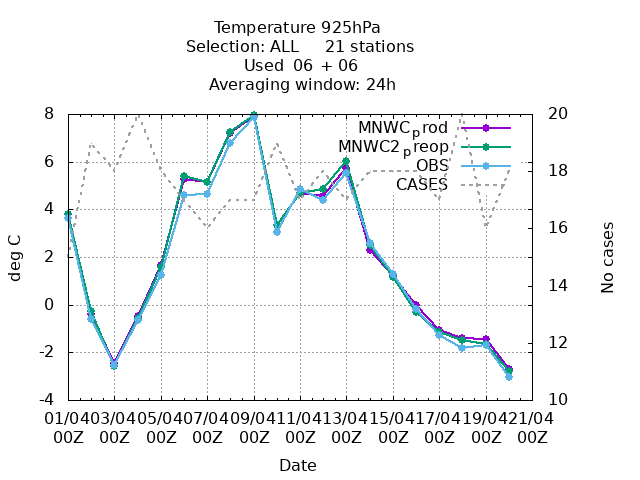 Temperature 925hPa
Selection: ALL 21 stations
Used 06 + 06
Averaging window: 24h
8
6
4
2
0
-2
-4
deg C
20
18
16
14
12
10
No cases
MNWCprod
MNWC2preop
OBS
CASES
01/04 03/04 05/04 07/04 09/04 11/04 13/04 15/04 17/04 19/04 21/04
00Z 00Z 00Z 00Z 00Z 00Z 00Z 00Z 00Z 00Z 00Z
Date